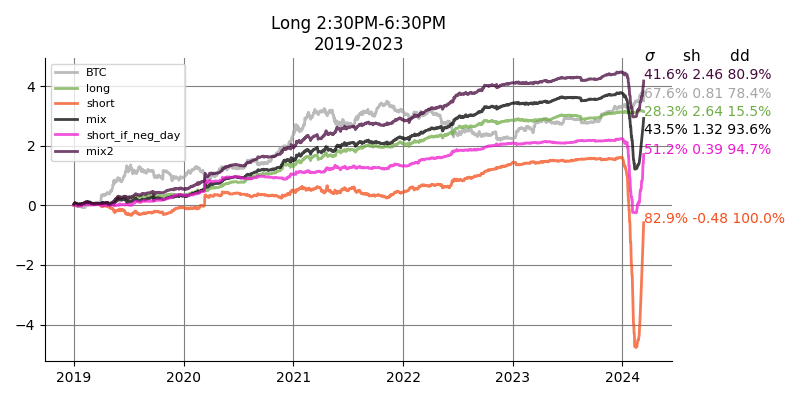 Long 2:30PM-6:30PM
2019-2023
σ sh dd
41.6% 2.46 80.9%
67.6% 0.81 78.4%
28.3% 2.64 15.5%
43.5% 1.32 93.6%
51.2% 0.39 94.7%
82.9% -0.48 100.0%
BTC
long
short
mix
short_if_neg_day
mix2
4
2
0
−2
−4
2019 2020 2021 2022 2023 2024